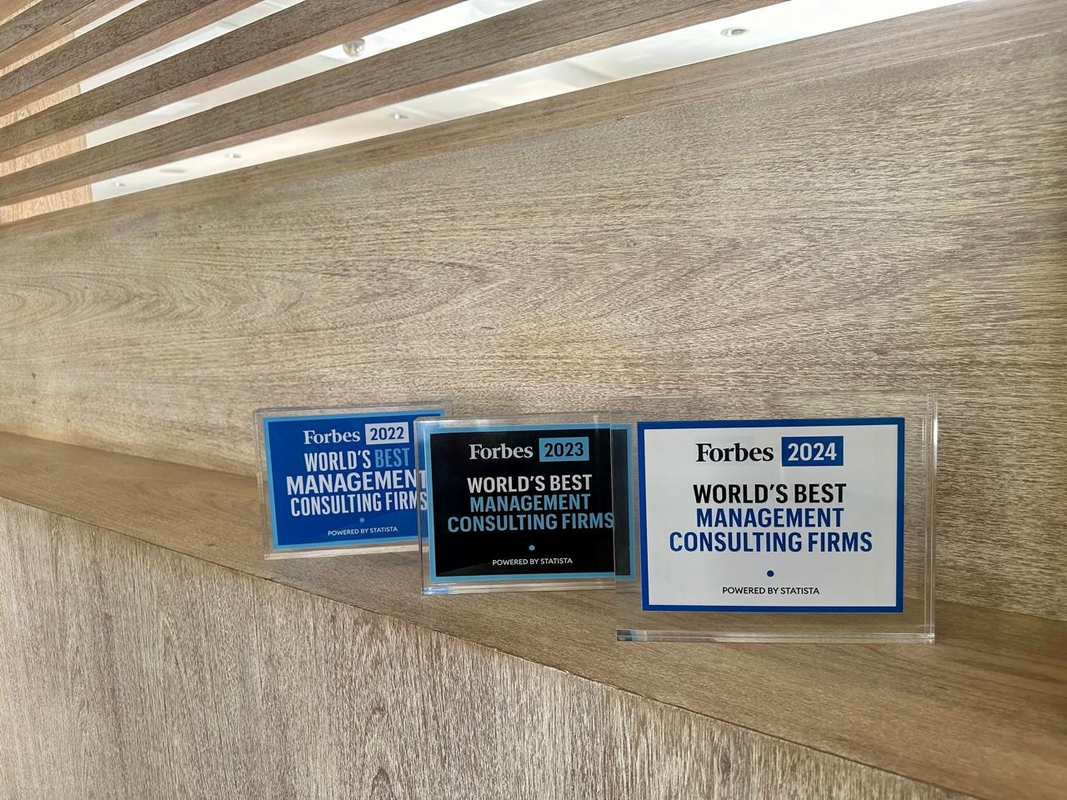 Forbes 2022
WORLD'S BEST
MANAGEMENT
CONSULTING FIRMS
POWERED BY STATISTA
Forbes 2023
WORLD'S BEST
MANAGEMENT
CONSULTING FIRMS
POWERED BY STATISTA
Forbes 2024
WORLD'S BEST
MANAGEMENT
CONSULTING FIRMS
POWERED BY STATISTA